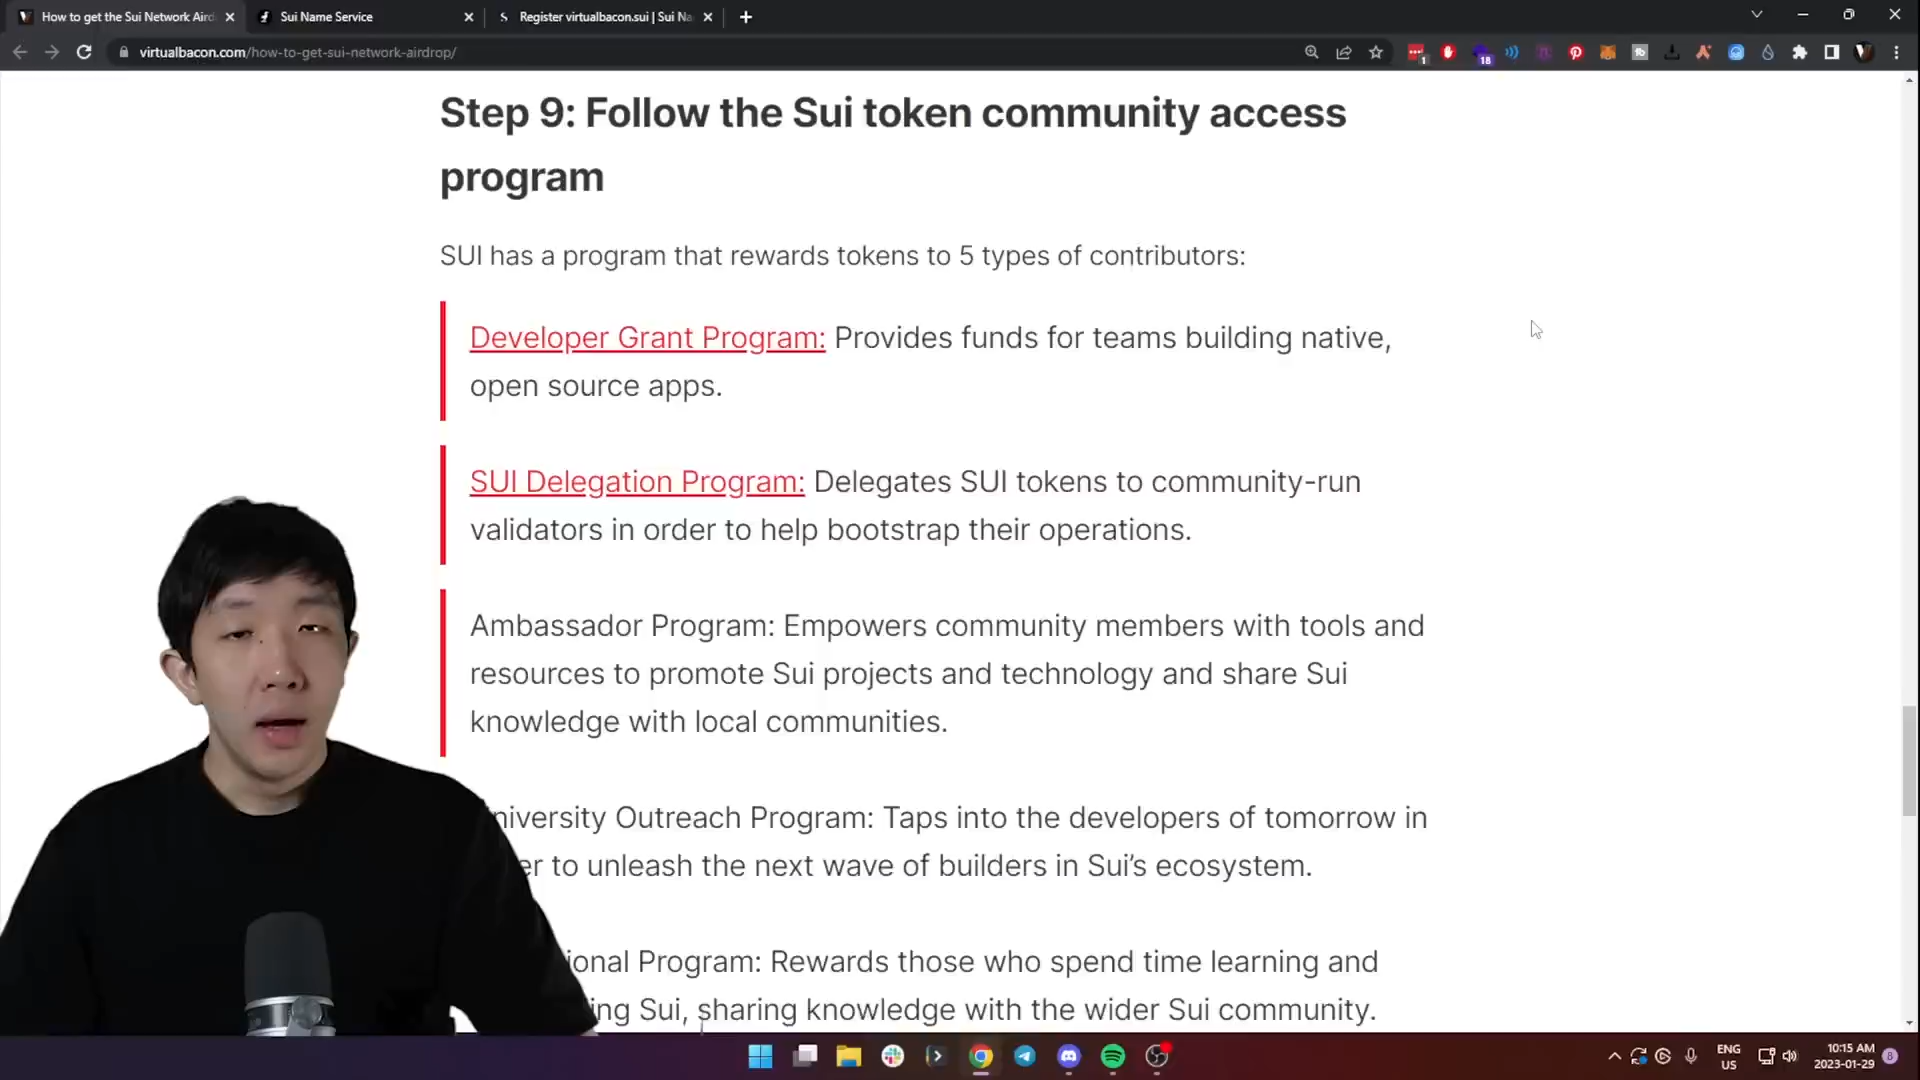 How to get the Sui Network Aird
Sui Name Service
Register virtualbacon.sui | Sui Na
virtualbacon.com/how-to-get-sui-network-airdrop/
1
18
Step 9: Follow the Sui token community access
program
SUI has a program that rewards tokens to 5 types of contributors:
Developer Grant Program: Provides funds for teams building native,
open source apps.
SUI Delegation Program: Delegates SUI tokens to community-run
validators in order to help bootstrap their operations.
Ambassador Program: Empowers community members with tools and
resources to promote Sui projects and technology and share Sui
knowledge with local communities.
niversity Outreach Program: Taps into the developers of tomorrow in
er to unleash the next wave of builders in Sui’s ecosystem.
ional Program: Rewards those who spend time learning and
ng Sui, sharing knowledge with the wider Sui community.
ENG
US
10:15 AM
2023-01-29
8